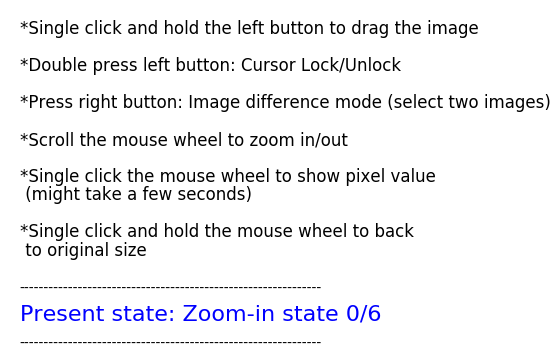 *Single click and hold the left button to drag the image
*Double press left button: Cursor Lock/Unlock
*Press right button: Image difference mode (select two images)
*Scroll the mouse wheel to zoom in/out
*Single click the mouse wheel to show pixel value
(might take a few seconds)
*Single click and hold the mouse wheel to back
to original size
--------------------------------------------------------------
Present state: Zoom-in state 0/6
--------------------------------------------------------------